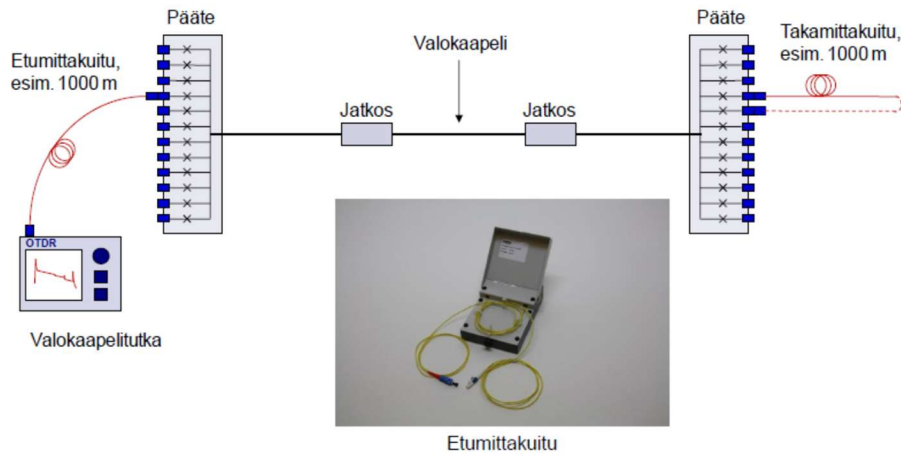 Pääte
Pääte
Etumittakuitu,
esim. 1000 m
Valokaapeli
Takamittakuitu,
esim. 1000 m
Jatkos
Jatkos
OTDR
Valokaapelitutka
Etumittakuitu